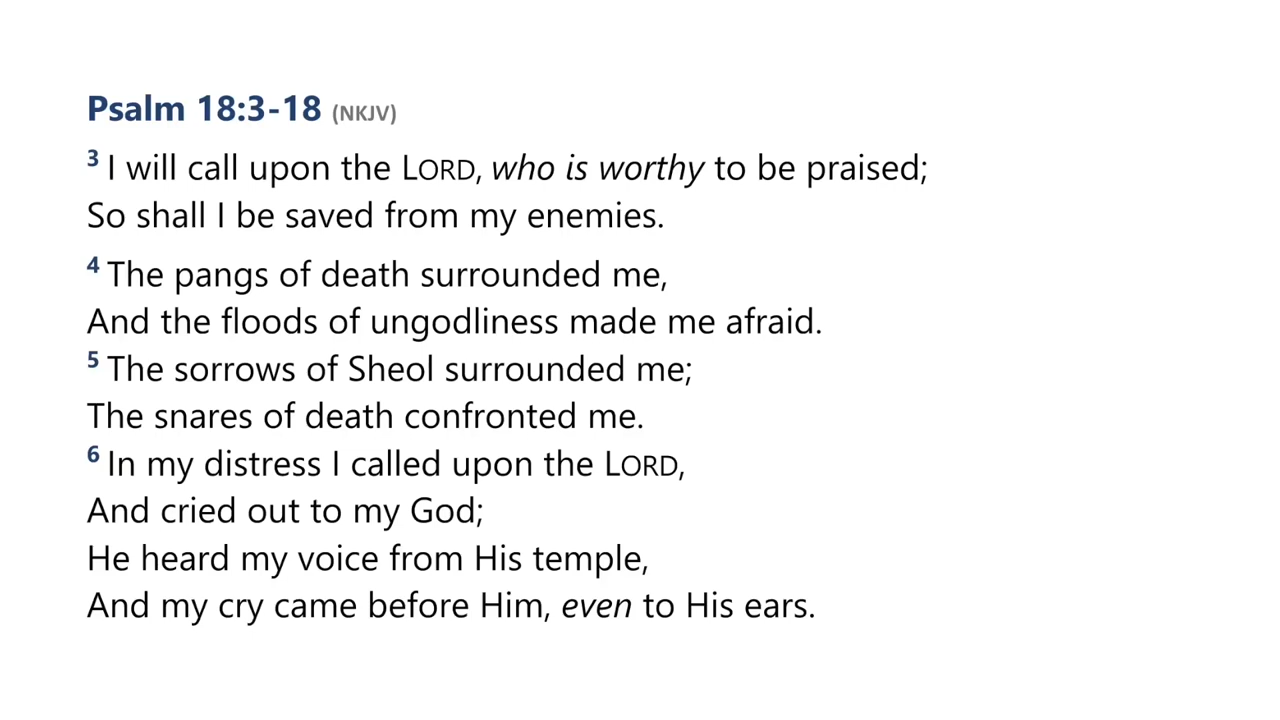 Psalm 18:3-18 (NKJV)
3 I will call upon the LORD, who is worthy to be praised;
So shall I be saved from my enemies.
4 The pangs of death surrounded me,
And the floods of ungodliness made me afraid.
5 The sorrows of Sheol surrounded me;
The snares of death confronted me.
6 In my distress I called upon the LORD,
And cried out to my God;
He heard my voice from His temple,
And my cry came before Him, even to His ears.